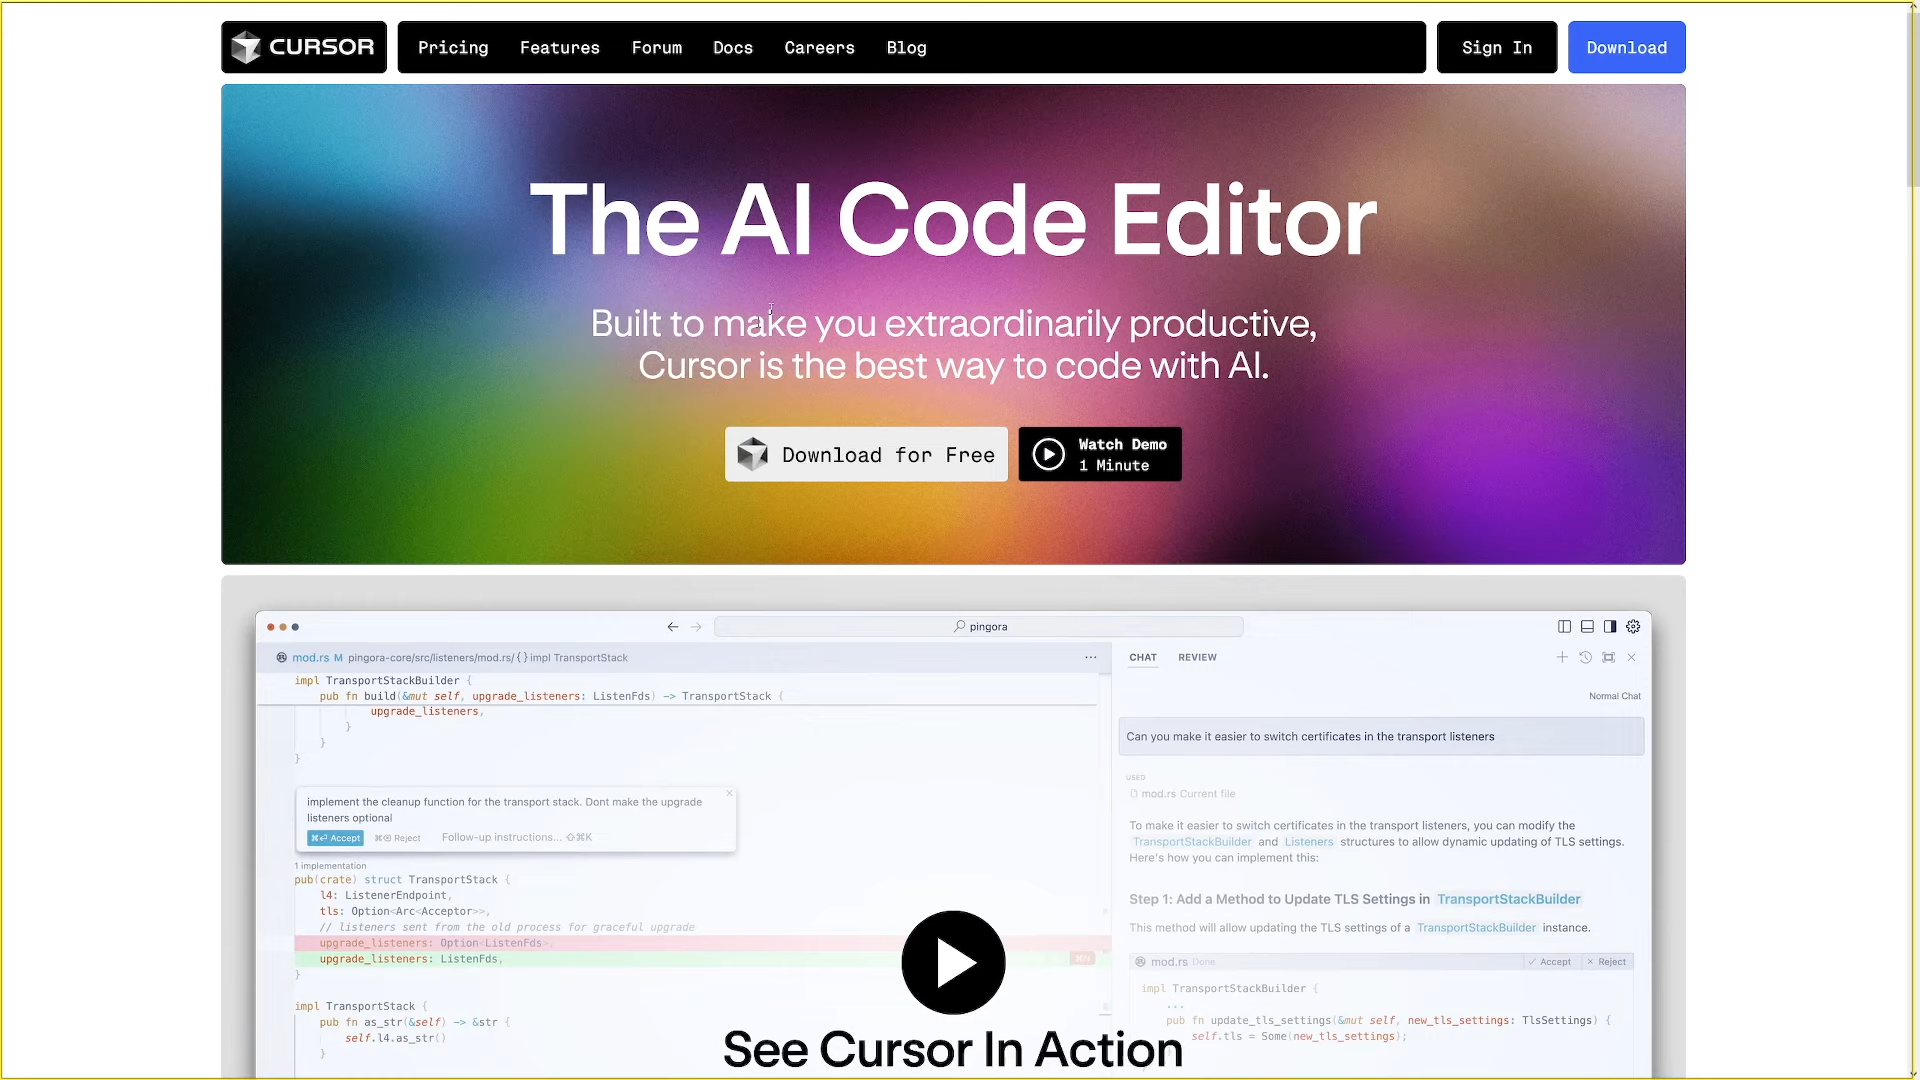 CURSOR
Pricing Features Forum Docs Careers Blog
Sign In
Download
The AI Code Editor
Built to make you extraordinarily productive,
Cursor is the best way to code with AI.
Download for Free
Watch Demo
1 Minute
pingora
mod.rs M pingora-core/src/listeners/mod.rs/ { } impl TransportStack
impl TransportStackBuilder {
pub fn build(&mut self, upgrade_listeners: ListenFds) -> TransportStack {
upgrade_listeners,
}
}
}
implement the cleanup function for the transport stack. Dont make the upgrade
listeners optional
⌘⏎ Accept ⌘⌫ Reject Follow-up instructions... ⇧⌘K
1 implementation
pub(crate) struct TransportStack {
l4: ListenerEndpoint,
tls: Option<Arc<Acceptor>>,
// listeners sent from the old process for graceful upgrade
upgrade_listeners: Option<ListenFds>,
upgrade_listeners: ListenFds,
⌘N
}
impl TransportStack {
pub fn as_str(&self) -> &str {
self.l4.as_str()
}
CHAT REVIEW
Normal Chat
Can you make it easier to switch certificates in the transport listeners
USED
mod.rs Current file
To make it easier to switch certificates in the transport listeners, you can modify the
TransportStackBuilder and Listeners structures to allow dynamic updating of TLS settings.
Here's how you can implement this:
Step 1: Add a Method to Update TLS Settings in TransportStackBuilder
This method will allow updating the TLS settings of a TransportStackBuilder instance.
mod.rs Done
✓ Accept × Reject
impl TransportStackBuilder {
...
pub fn update_tls_settings(&mut self, new_tls_settings: TlsSettings) {
self.tls = Some(new_tls_settings);
See Cursor In Action